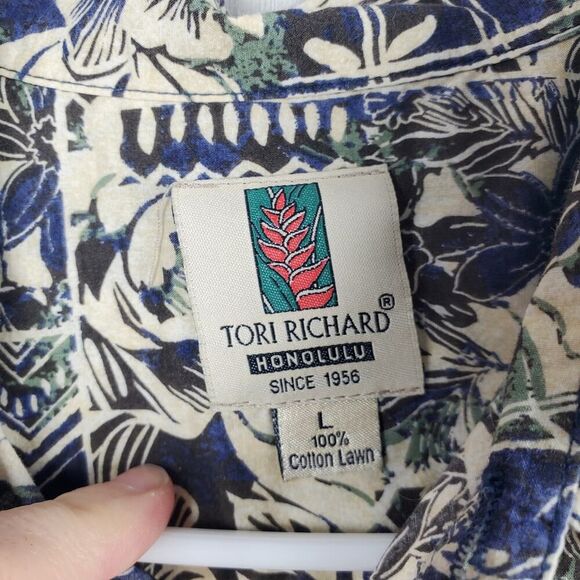 TORI RICHARD®
HONOLULU
SINCE 1956
L
100%
Cotton Lawn